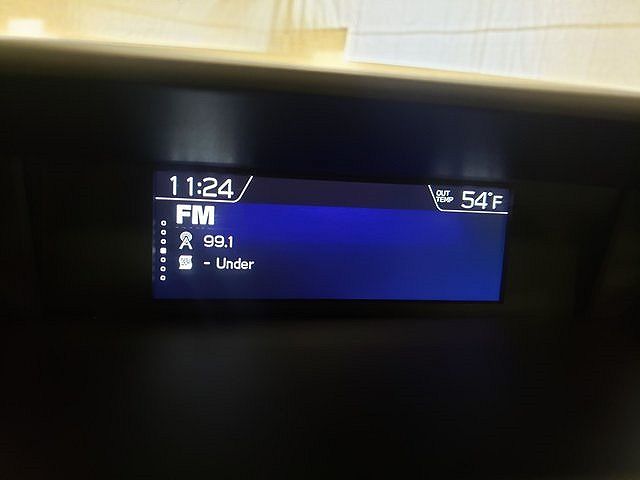 11:24
OUT TEMP 54°F
FM
99.1
- Under